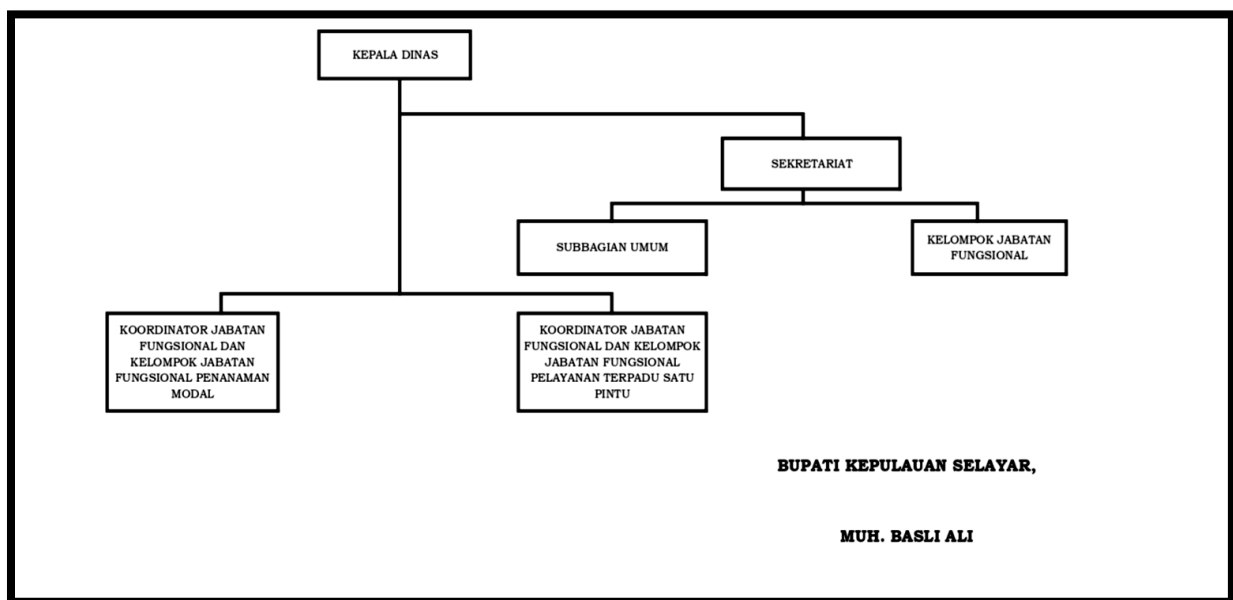 KEPALA DINAS
SEKRETARIAT
SUBBAGIAN UMUM
KELOMPOK JABATAN
FUNGSIONAL
KOORDINATOR JABATAN
FUNGSIONAL DAN
KELOMPOK JABATAN
FUNGSIONAL PENANAMAN
MODAL
KOORDINATOR JABATAN
FUNGSIONAL DAN KELOMPOK
JABATAN FUNGSIONAL
PELAYANAN TERPADU SATU
PINTU
BUPATI KEPULAUAN SELAYAR,
MUH. BASLI ALI